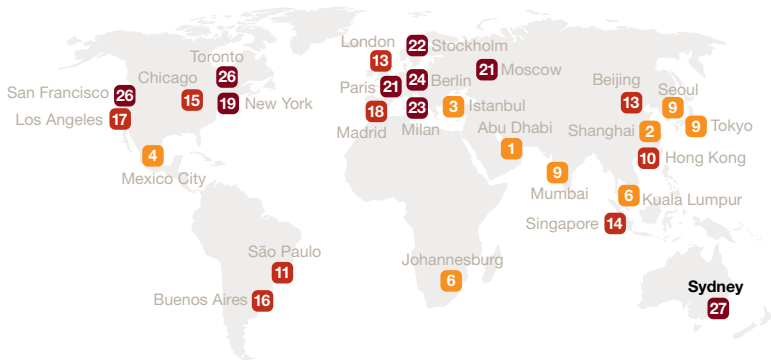 London
22 Stockholm
13
Toronto
26
Chicago
15
San Francisco 26
19 New York
Los Angeles 17
4
Mexico City
Paris 21
24 Berlin
21 Moscow
18
Madrid
23
Milan
3 Istanbul
Abu Dhabi
1
Beijing
13
Seoul
9
Shanghai 2
9 Tokyo
10 Hong Kong
9
Mumbai
6 Kuala Lumpur
Singapore 14
São Paulo
11
Buenos Aires 16
Johannesburg
6
Sydney
27